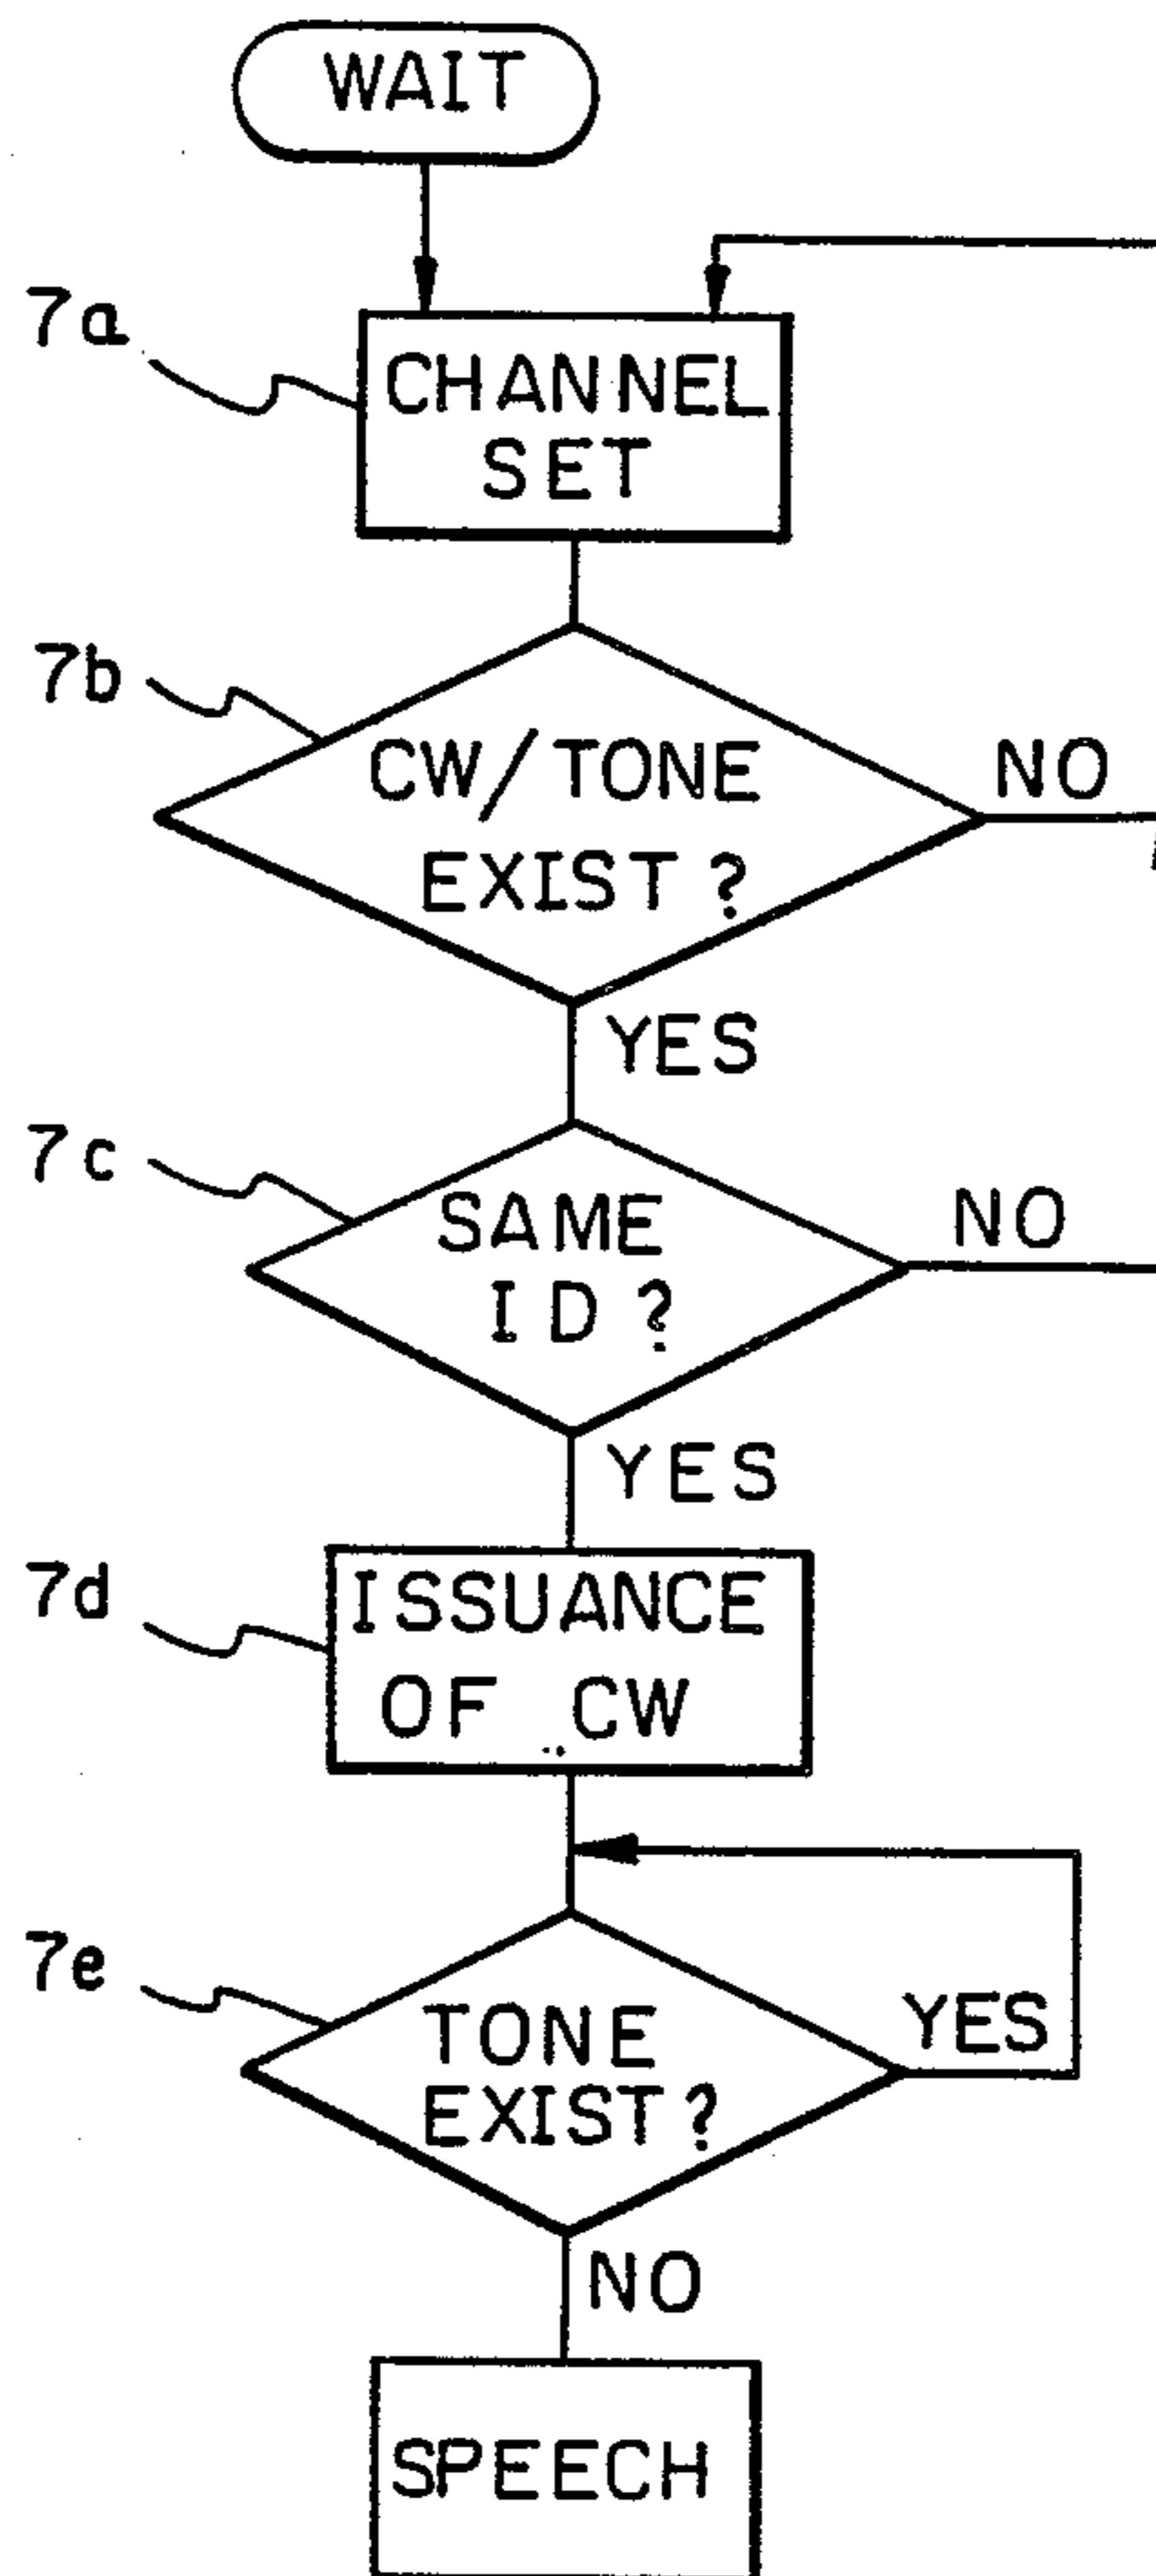 WAIT
7a
CHANNEL
SET
7b
CW/TONE
EXIST?
NO
YES
7c
SAME
ID?
NO
YES
7d
ISSUANCE
OF CW
7e
TONE
EXIST?
YES
NO
SPEECH